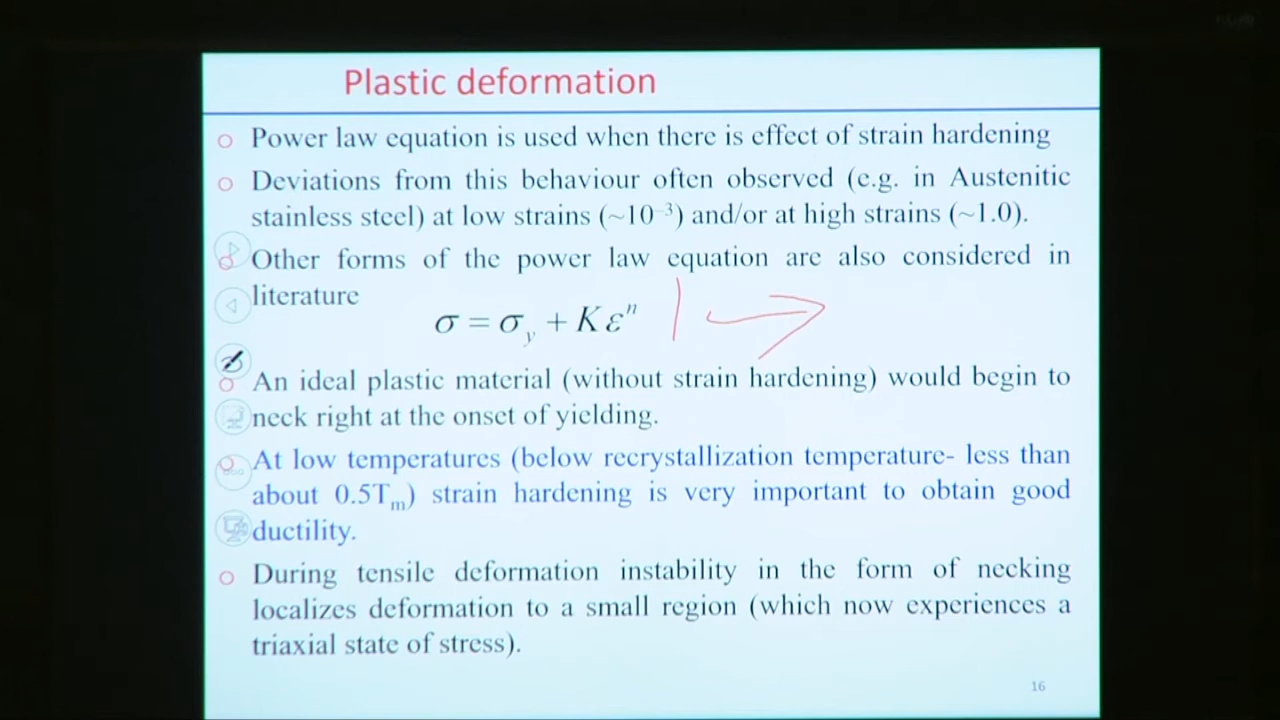 Plastic deformation
Power law equation is used when there is effect of strain hardening
Deviations from this behaviour often observed (e.g. in Austenitic
stainless steel) at low strains (~10⁻³) and/or at high strains (~1.0).
Other forms of the power law equation are also considered in
literature
σ = σ_y + Kεⁿ
An ideal plastic material (without strain hardening) would begin to
neck right at the onset of yielding.
At low temperatures (below recrystallization temperature- less than
about 0.5Tₘ) strain hardening is very important to obtain good
ductility.
During tensile deformation instability in the form of necking
localizes deformation to a small region (which now experiences a
triaxial state of stress).
16